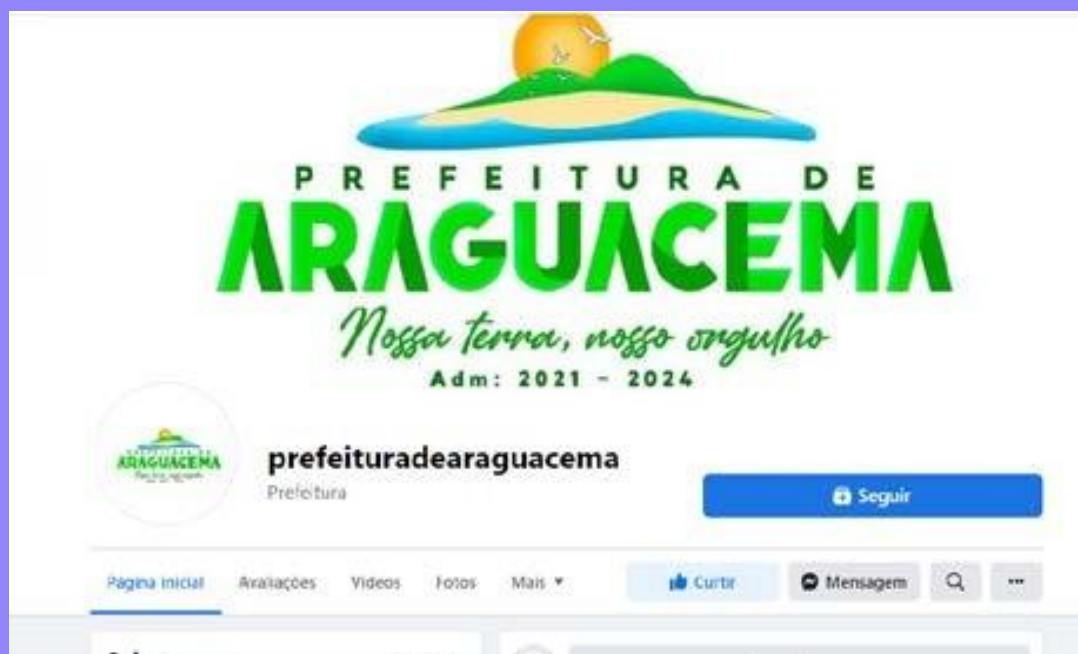 PREFEITURA DE
ARAGUACEMA
Nossa terra, nosso orgulho
Adm: 2021 - 2024
ARAGUACEMA
prefeituradearaguacema
Prefeitura
Seguir
Página inicial Avaliações Vídeos Fotos Mais
Curtir Mensagem